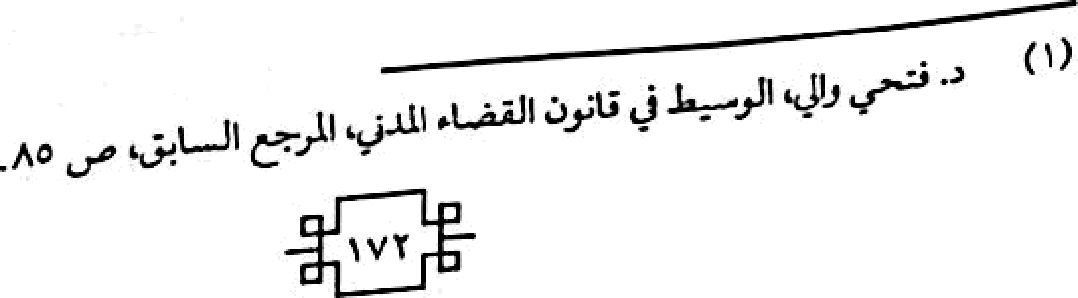 (١) د. فتحي والي، الوسيط في قانون القضاء المدني، المرجع السابق، ص ٨٥.
١٧٢